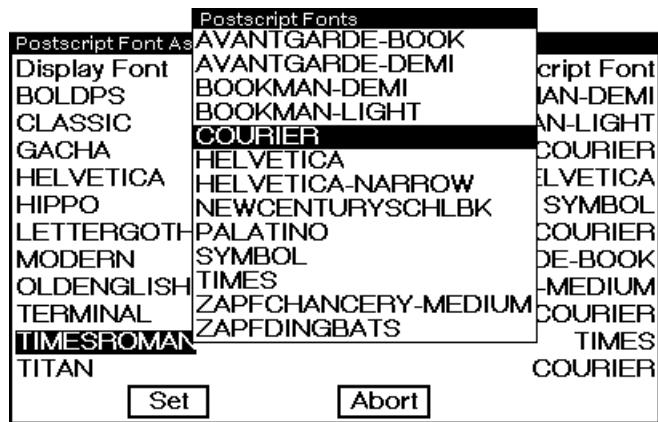 Postscript Fonts
AVANTGARDE-BOOK
AVANTGARDE-DEMI
BOOKMAN-DEMI
BOOKMAN-LIGHT
COURIER
HELVETICA
HELVETICA-NARROW
NEWCENTURYSCHLBK
PALATINO
SYMBOL
TIMES
ZAPFCHANCERY-MEDIUM
ZAPFDINGBATS
Postscript Font As
Display Font cript Font
BOLDPS IAN-DEMI
CLASSIC AN-LIGHT
GACHA COURIER
HELVETICA ELVETICA
HIPPO SYMBOL
LETTERGOTH COURIER
MODERN DE-BOOK
OLDENGLISH -MEDIUM
TERMINAL COURIER
TIMESROMAN TIMES
TITAN COURIER
Set Abort